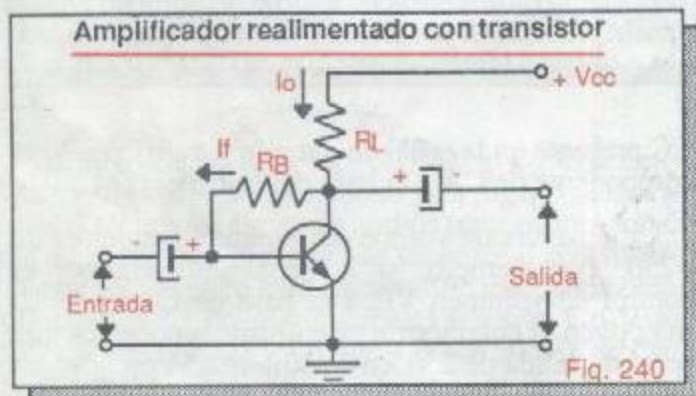 Amplificador realimentado con transistor
Io
+ Vcc
If
RB
RL
+
-
-
+
Entrada
Salida
Fig. 240